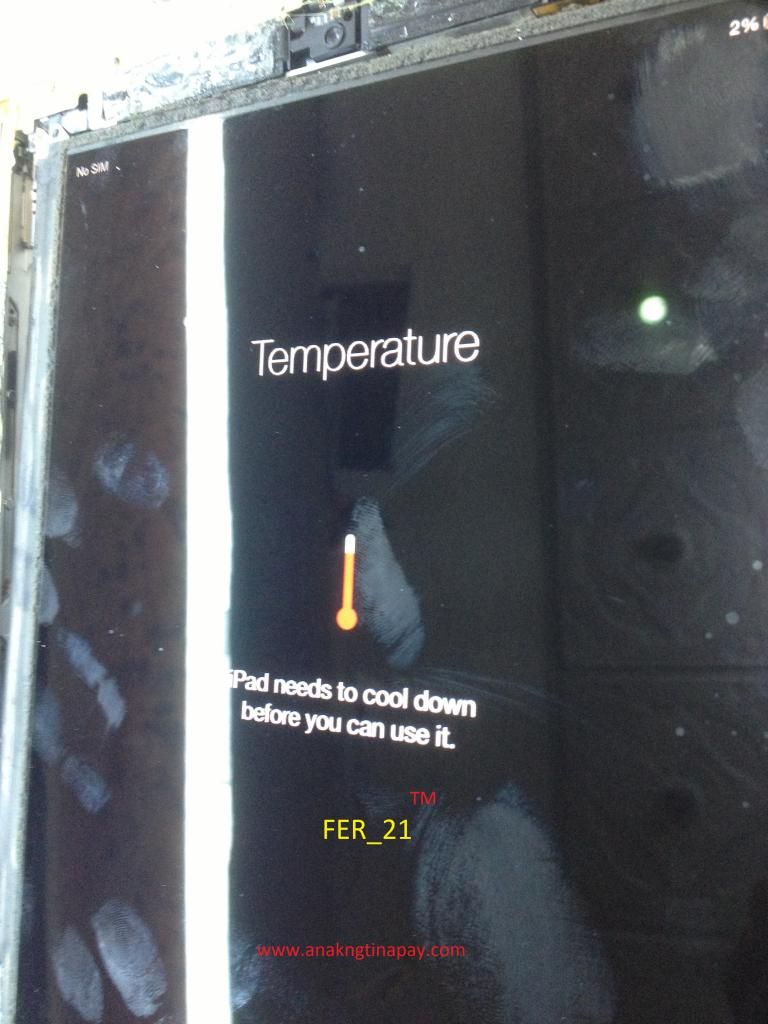 2%
No SIM
Temperature
iPad needs to cool down
before you can use it.
TM
FER_21
www.anakngtinapay.com